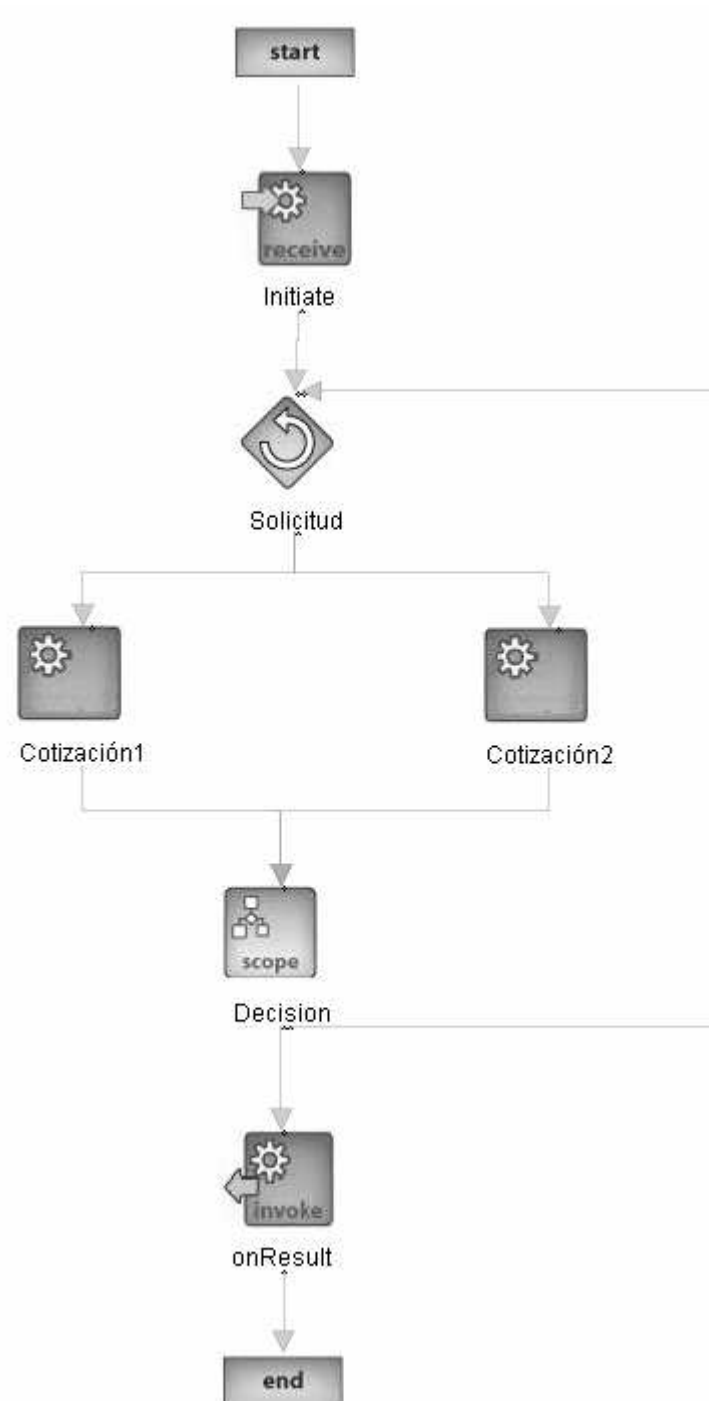 start
receive
Initiate
Solicitud
Cotización1
Cotización2
scope
Decision
invoke
onResult
end